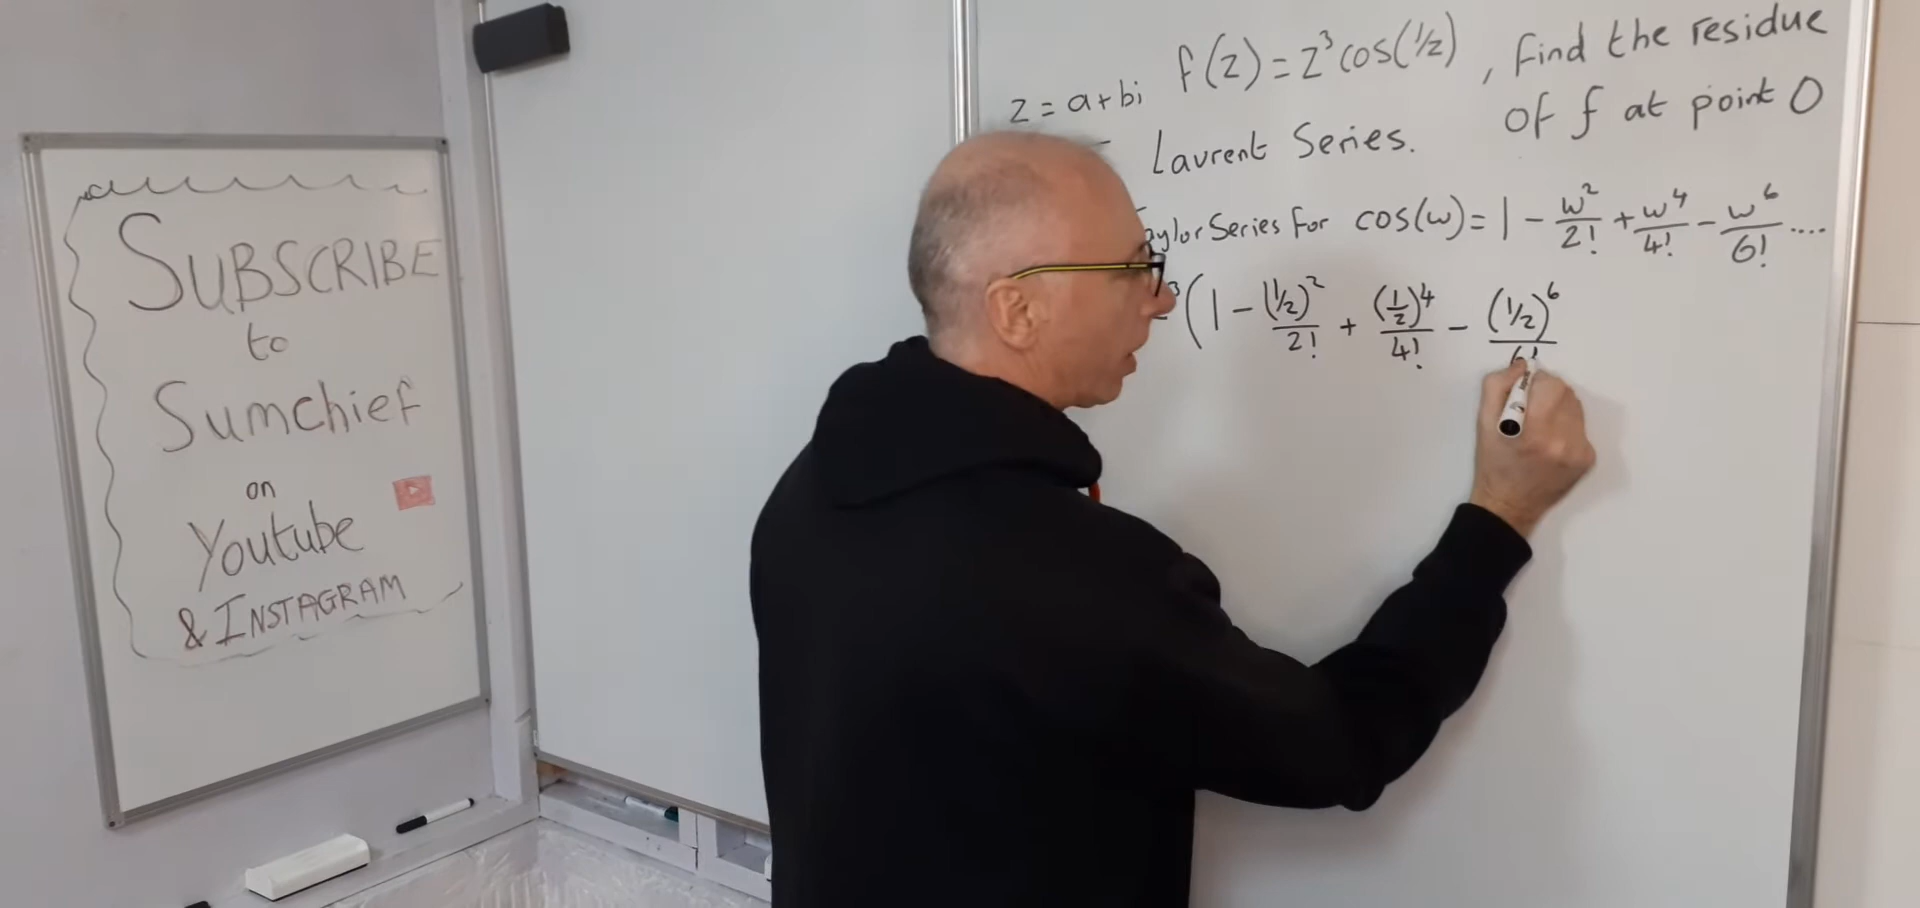 SUBSCRIBE
to
Sumchief
on
Youtube
& INSTAGRAM
f(z) = z³cos(1/z) , find the residue
of f at point 0
z = a+bi
Laurent Series.
aylor Series for cos(w) = 1 - w²/2! + w⁴/4! - w⁶/6! ....
³(1 - (1/z)²/2! + (1/z)⁴/4! - (1/z)⁶/6!